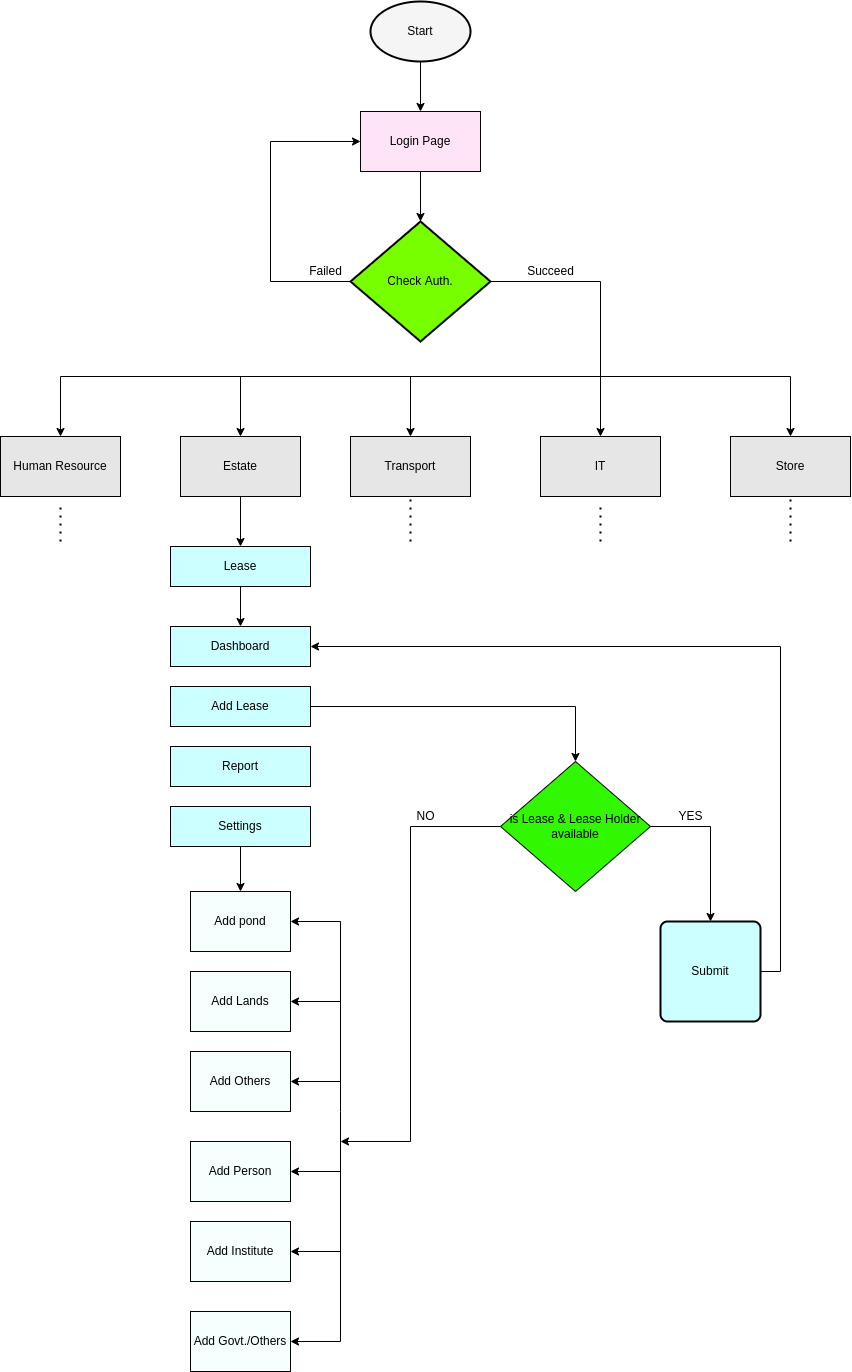 Start
Login Page
Failed
Check Auth.
Succeed
Human Resource
Estate
Transport
IT
Store
Lease
Dashboard
Add Lease
Report
Settings
NO
is Lease & Lease Holder
available
YES
Add pond
Submit
Add Lands
Add Others
Add Person
Add Institute
Add Govt./Others